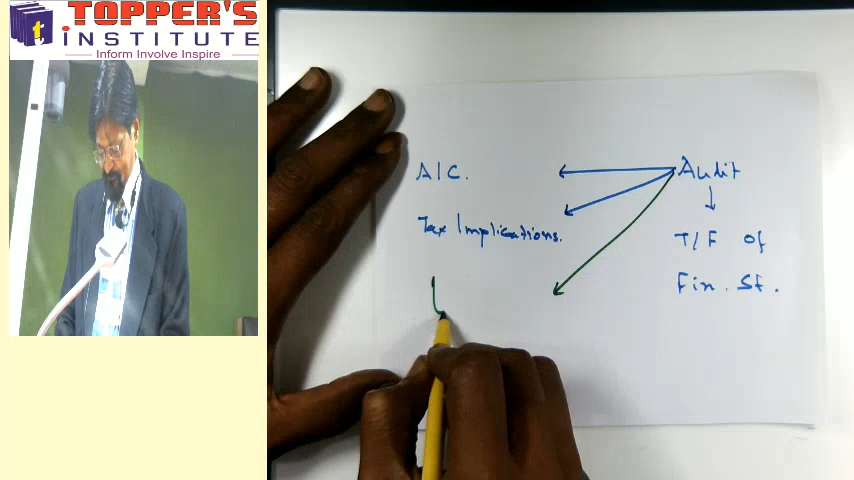 TOPPER'S
t iNSTITUTE
Inform Involve Inspire
A/C.
Audit
Tax Implications.
T/F of
Fin. St.